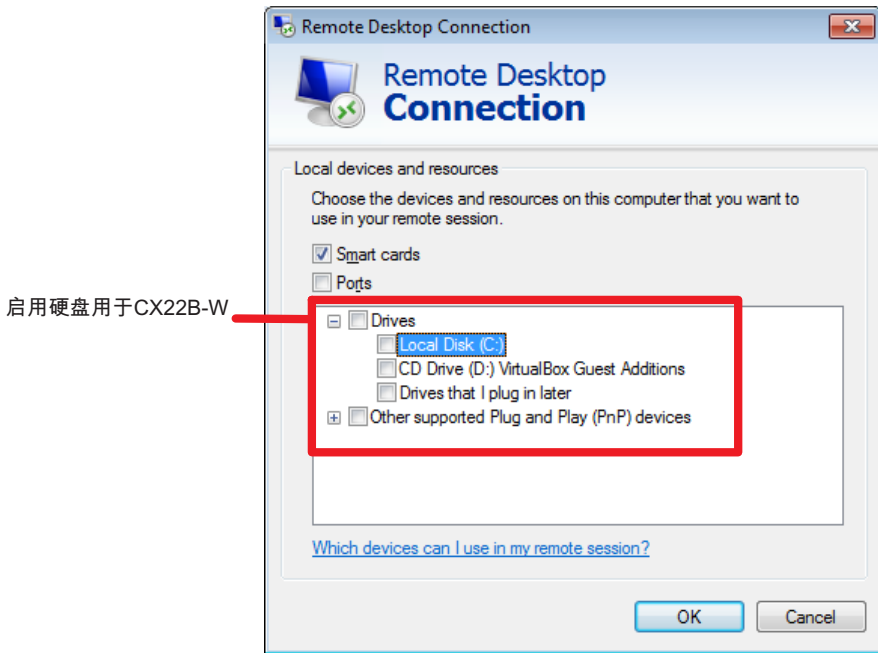 Remote Desktop Connection
Remote Desktop
Connection
Local devices and resources
Choose the devices and resources on this computer that you want to
use in your remote session.
Smart cards
Ports
启用硬盘用于CX22B-W
Drives
Local Disk (C:)
CD Drive (D:) VirtualBox Guest Additions
Drives that I plug in later
Other supported Plug and Play (PnP) devices
Which devices can I use in my remote session?
OK
Cancel